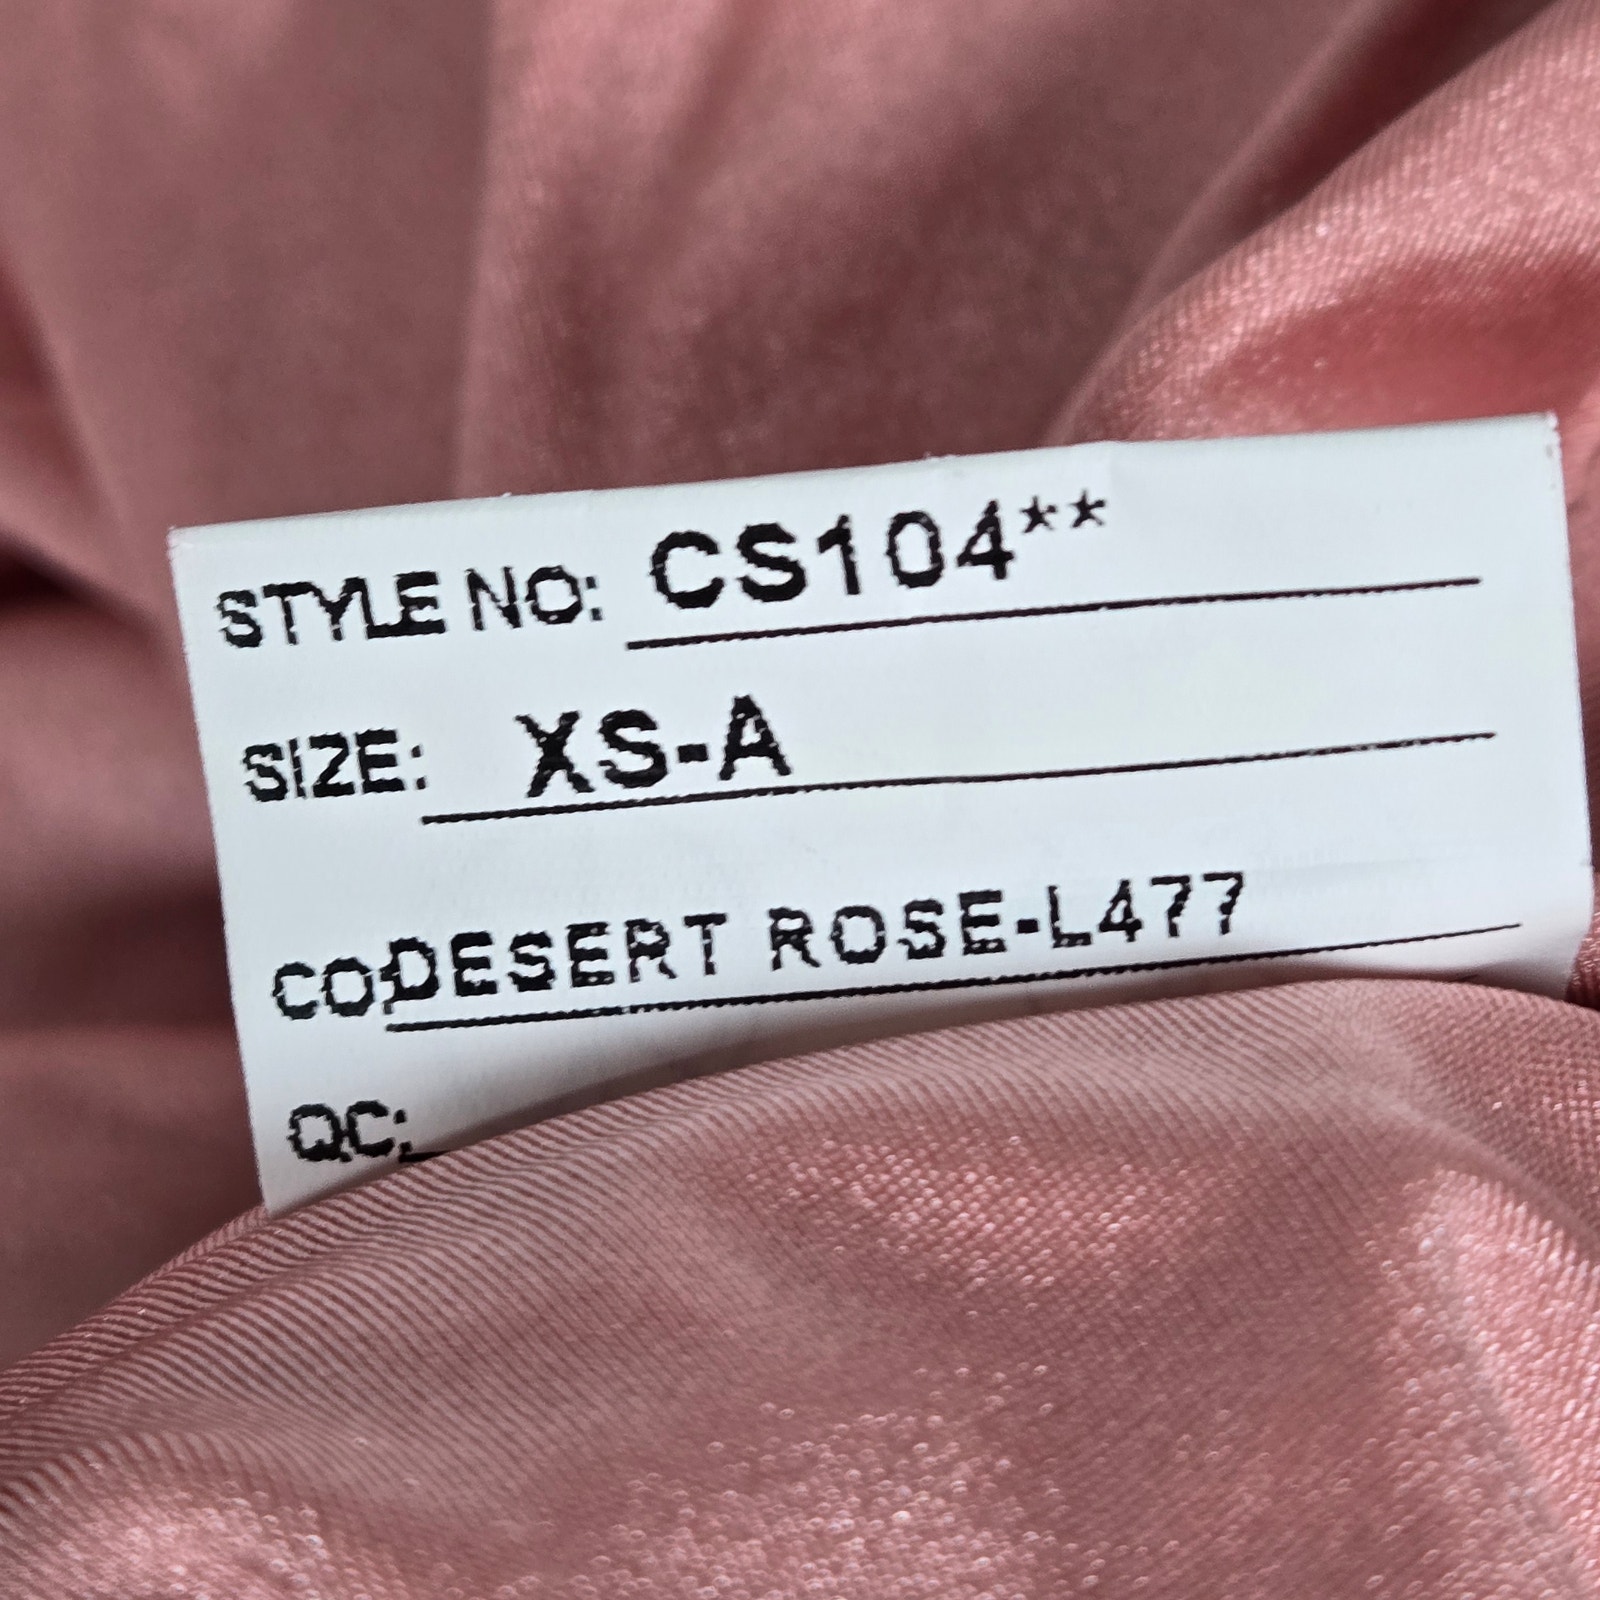 STYLE NO: CS104**
SIZE: XS-A
CO:DESERT ROSE-L477
QC: